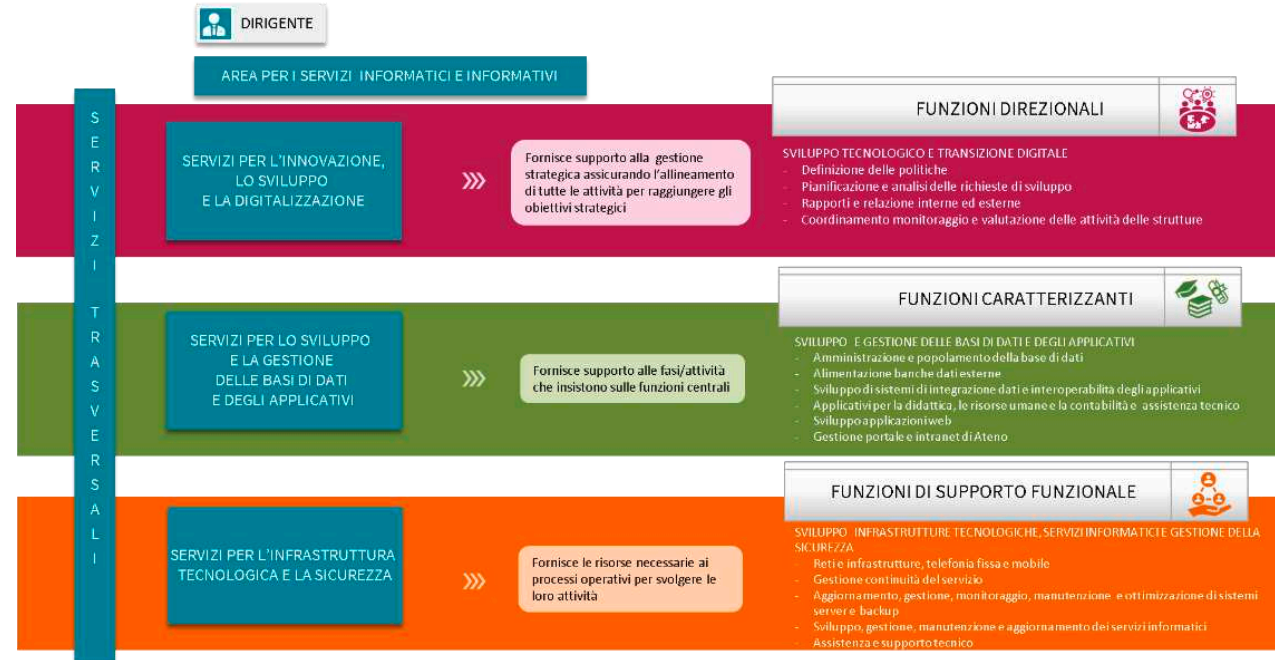 DIRIGENTE
AREA PER I SERVIZI INFORMATICI E INFORMATIVI
SERVIZI TRASVERSALI
SERVIZI PER L'INNOVAZIONE,
LO SVILUPPO
E LA DIGITALIZZAZIONE
Fornisce supporto alla gestione
strategica assicurando l'allineamento
di tutte le attività per raggiungere gli
obiettivi strategici
FUNZIONI DIREZIONALI
SVILUPPO TECNOLOGICO E TRANSIZIONE DIGITALE
- Definizione delle politiche
- Pianificazione e analisi delle richieste di sviluppo
- Rapporti e relazione interne ed esterne
- Coordinamento monitoraggio e valutazione delle attività delle strutture
SERVIZI PER LO SVILUPPO
E LA GESTIONE
DELLE BASI DI DATI
E DEGLI APPLICATIVI
Fornisce supporto alle fasi/attività
che insistono sulle funzioni centrali
FUNZIONI CARATTERIZZANTI
SVILUPPO E GESTIONE DELLE BASI DI DATI E DEGLI APPLICATIVI
- Amministrazione e popolamento della base di dati
- Alimentazione banche dati esterne
- Sviluppo di sistemi di integrazione dati e interoperabilità degli applicativi
- Applicativi per la didattica, le risorse umane e la contabilità e assistenza tecnico
- Sviluppo applicazioni web
- Gestione portale e intranet di Ateno
SERVIZI PER L'INFRASTRUTTURA
TECNOLOGICA E LA SICUREZZA
Fornisce le risorse necessarie ai
processi operativi per svolgere le
loro attività
FUNZIONI DI SUPPORTO FUNZIONALE
SVILUPPO INFRASTRUTTURE TECNOLOGICHE, SERVIZI INFORMATICI E GESTIONE DELLA
SICUREZZA
- Reti e infrastrutture, telefonia fissa e mobile
- Gestione continuità del servizio
- Aggiornamento, gestione, monitoraggio, manutenzione e ottimizzazione di sistemi
server e backup
- Sviluppo, gestione, manutenzione e aggiornamento dei servizi informatici
- Assistenza e supporto tecnico